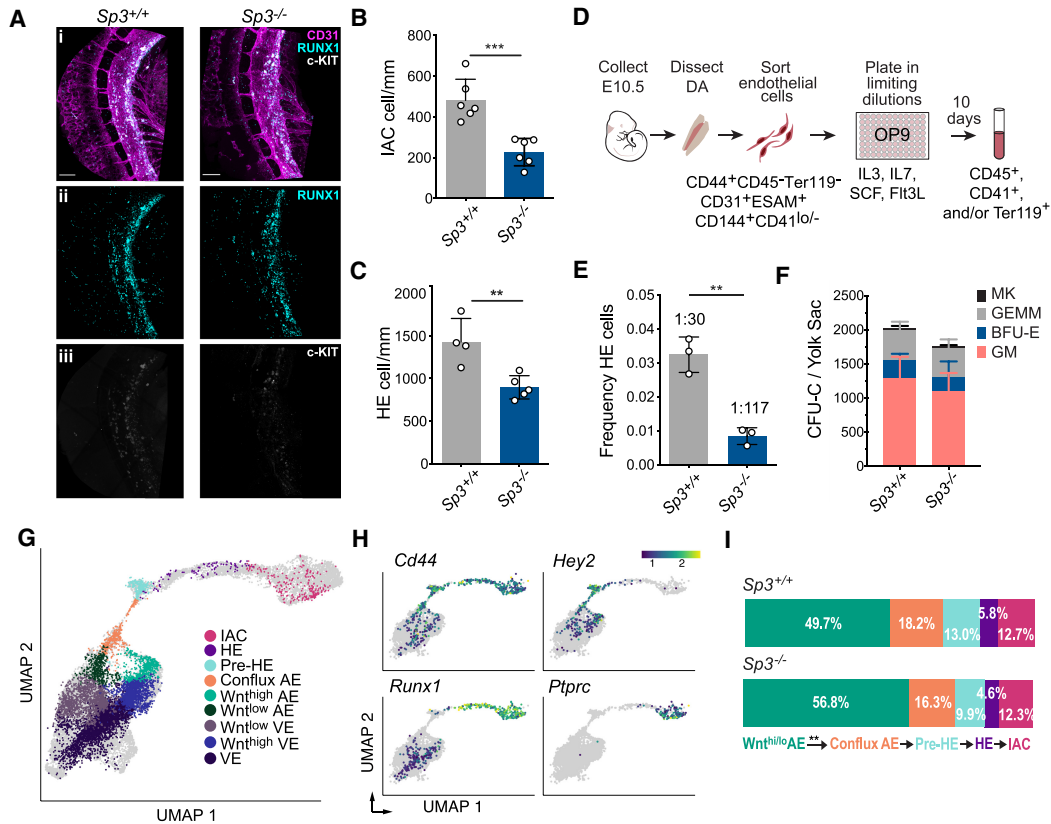 A
Sp3+/+
Sp3-/-
i
CD31
RUNX1
c-KIT
ii
RUNX1
iii
c-KIT
B
IAC cell/mm
800
600
400
200
0
***
Sp3+/+
Sp3-/-
C
HE cell/mm
2000
1500
1000
500
0
**
Sp3+/+
Sp3-/-
D
Collect
E10.5
Dissect
DA
Sort
endothelial
cells
Plate in
limiting
dilutions
10
days
OP9
CD44+CD45-Ter119-
CD31+ESAM+
CD144+CD41lo/-
IL3, IL7,
SCF, Flt3L
CD45+,
CD41+,
and/or Ter119+
E
Frequency HE cells
0.05
0.04
0.03
0.02
0.01
0.00
**
1:30
1:117
Sp3+/+
Sp3-/-
F
CFU-C / Yolk Sac
2500
2000
1500
1000
500
0
MK
GEMM
BFU-E
GM
Sp3+/+
Sp3-/-
G
UMAP 2
UMAP 1
IAC
HE
Pre-HE
Conflux AE
Wnthigh AE
Wntlow AE
Wntlow VE
Wnthigh VE
VE
H
1 2
Cd44
Hey2
Runx1
Ptprc
UMAP 2
UMAP 1
I
Sp3+/+
49.7% 18.2% 13.0% 5.8% 12.7%
Sp3-/-
56.8% 16.3% 9.9% 4.6% 12.3%
Wnthi/loAE **→ Conflux AE → Pre-HE → HE → IAC